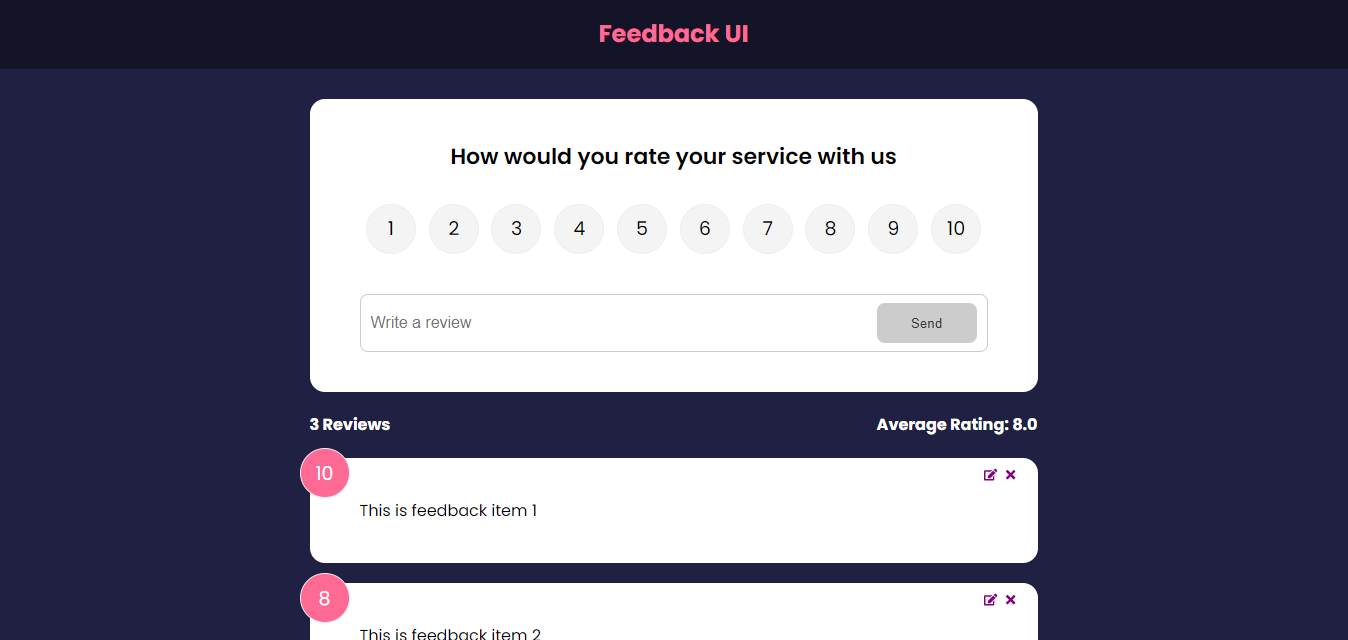 Feedback UI
How would you rate your service with us
1 2 3 4 5 6 7 8 9 10
Write a review Send
3 Reviews Average Rating: 8.0
10
This is feedback item 1
8
This is feedback item 2